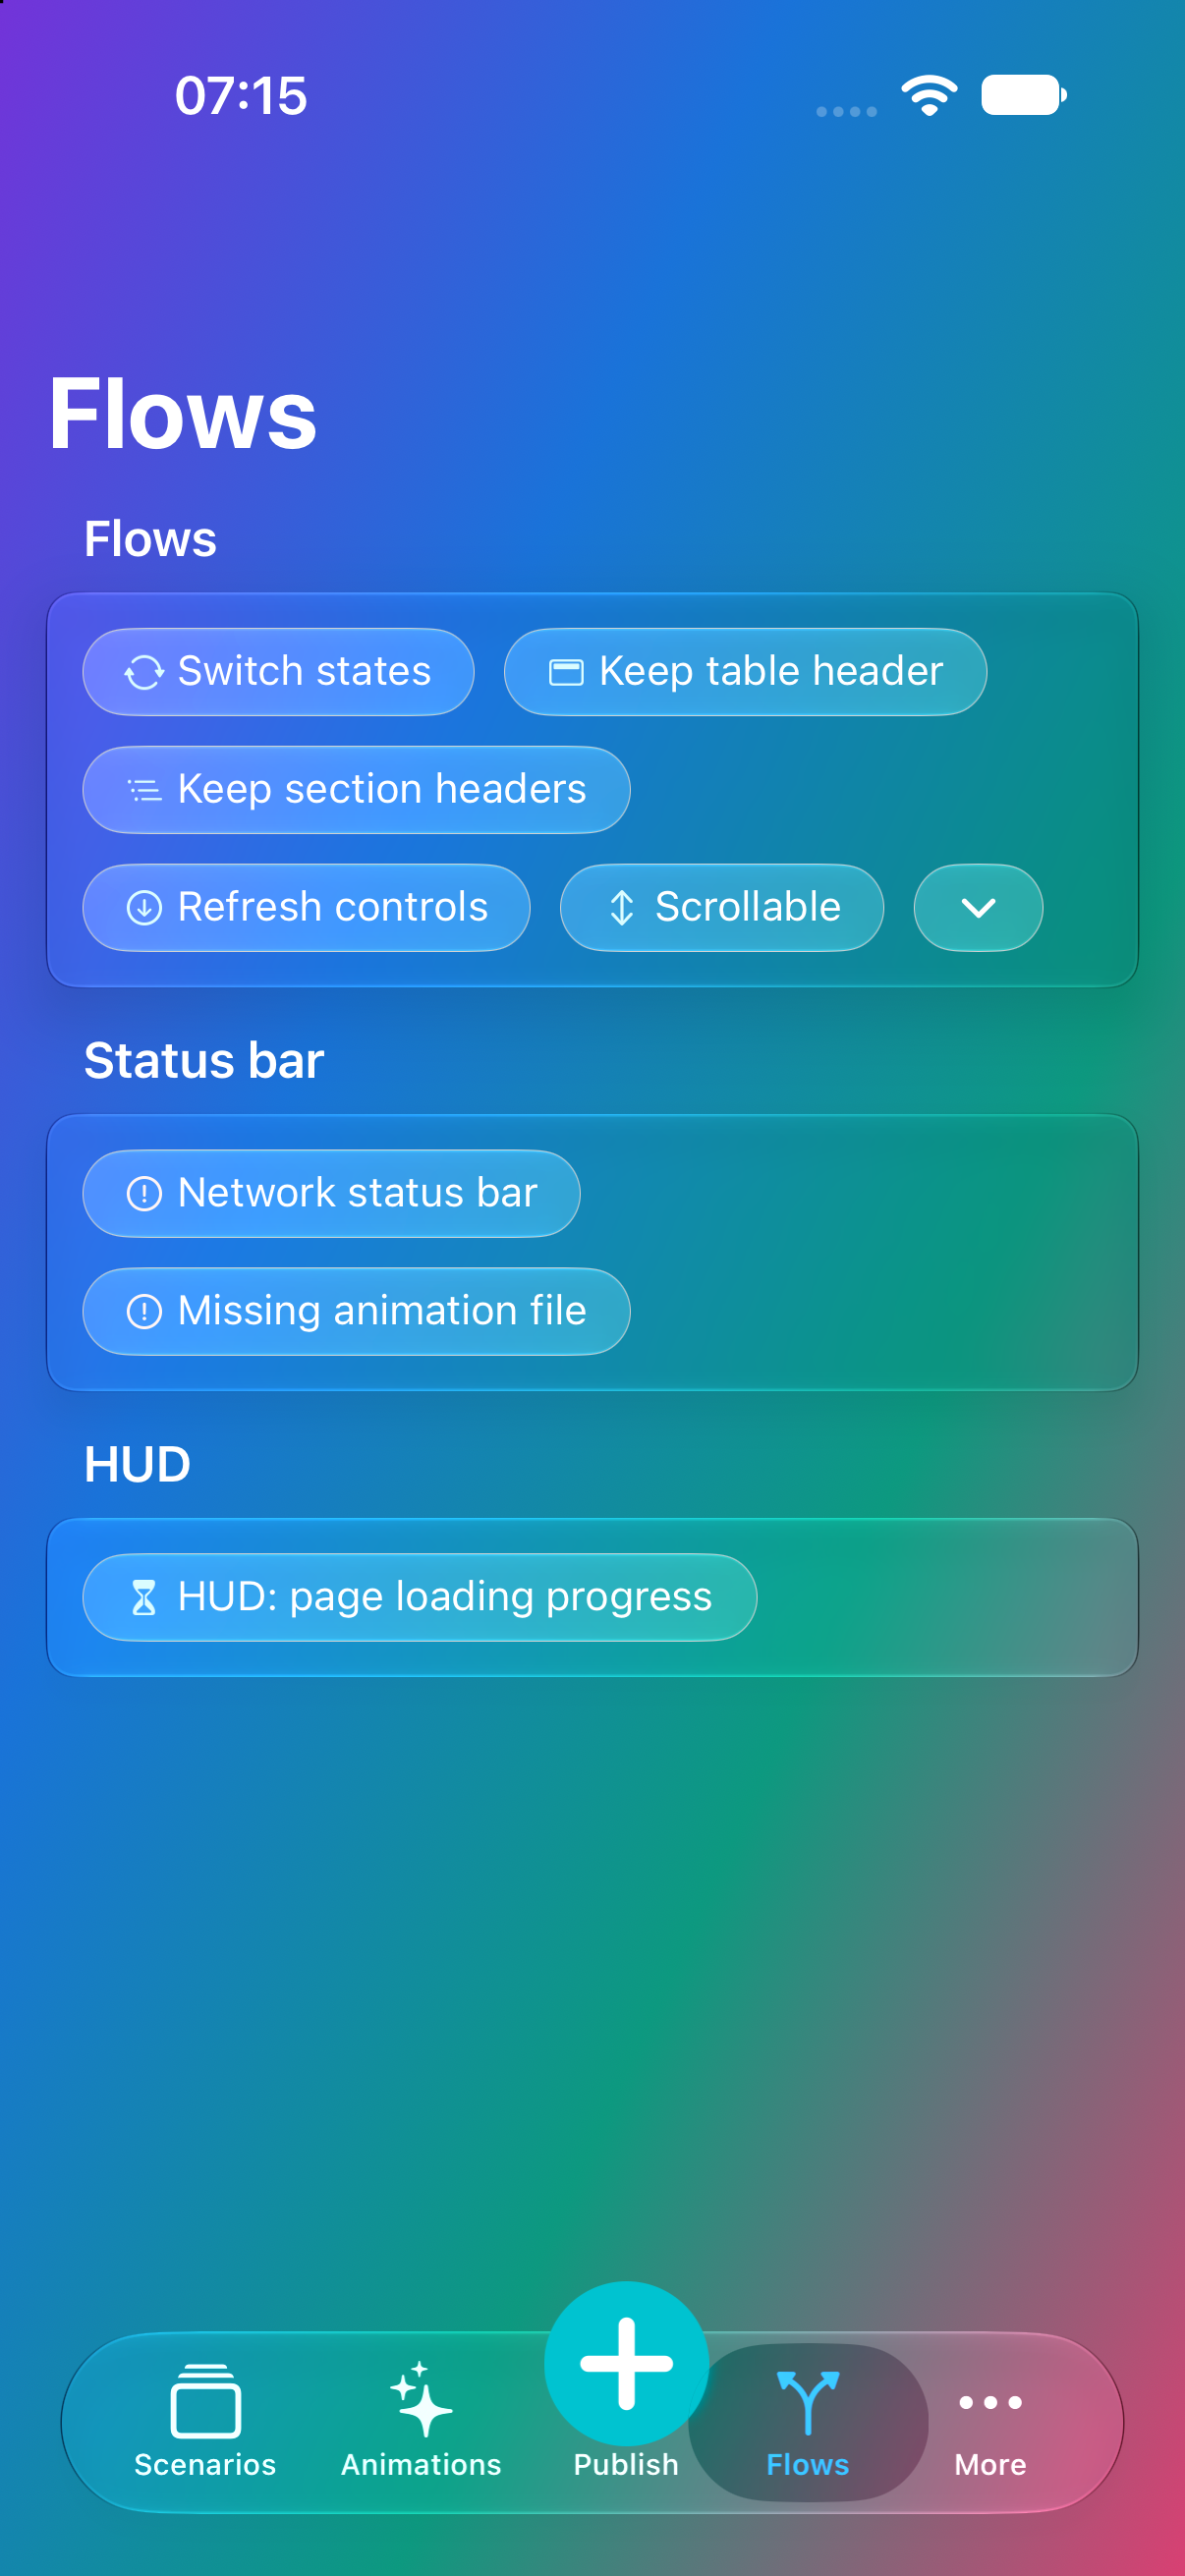 07:15
Flows
Flows
Switch states
Keep table header
Keep section headers
Refresh controls
Scrollable
Status bar
Network status bar
Missing animation file
HUD
HUD: page loading progress
Scenarios
Animations
Publish
Flows
More